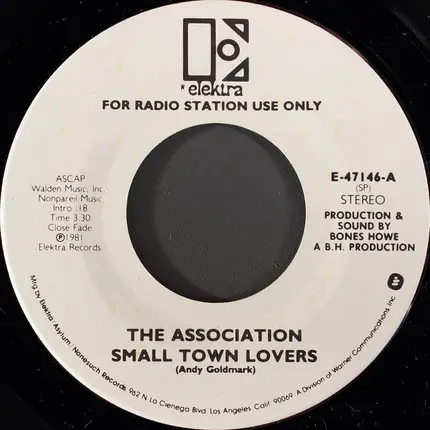 elektra
FOR RADIO STATION USE ONLY
ASCAP
Walden Music, Inc.
Nonpareil Music
Intro :18
Time 3:30
Close Fade
Ⓟ1981
Elektra Records
E-47146-A
(SP)
STEREO
PRODUCTION &
SOUND BY
BONES HOWE
A B.H. PRODUCTION
THE ASSOCIATION
SMALL TOWN LOVERS
(Andy Goldmark)
Mfg by Elektra/Asylum/Nonesuch Records 962 N. La Cienega Blvd. Los Angeles Calif. 90069 A Division of Warner Communications Inc